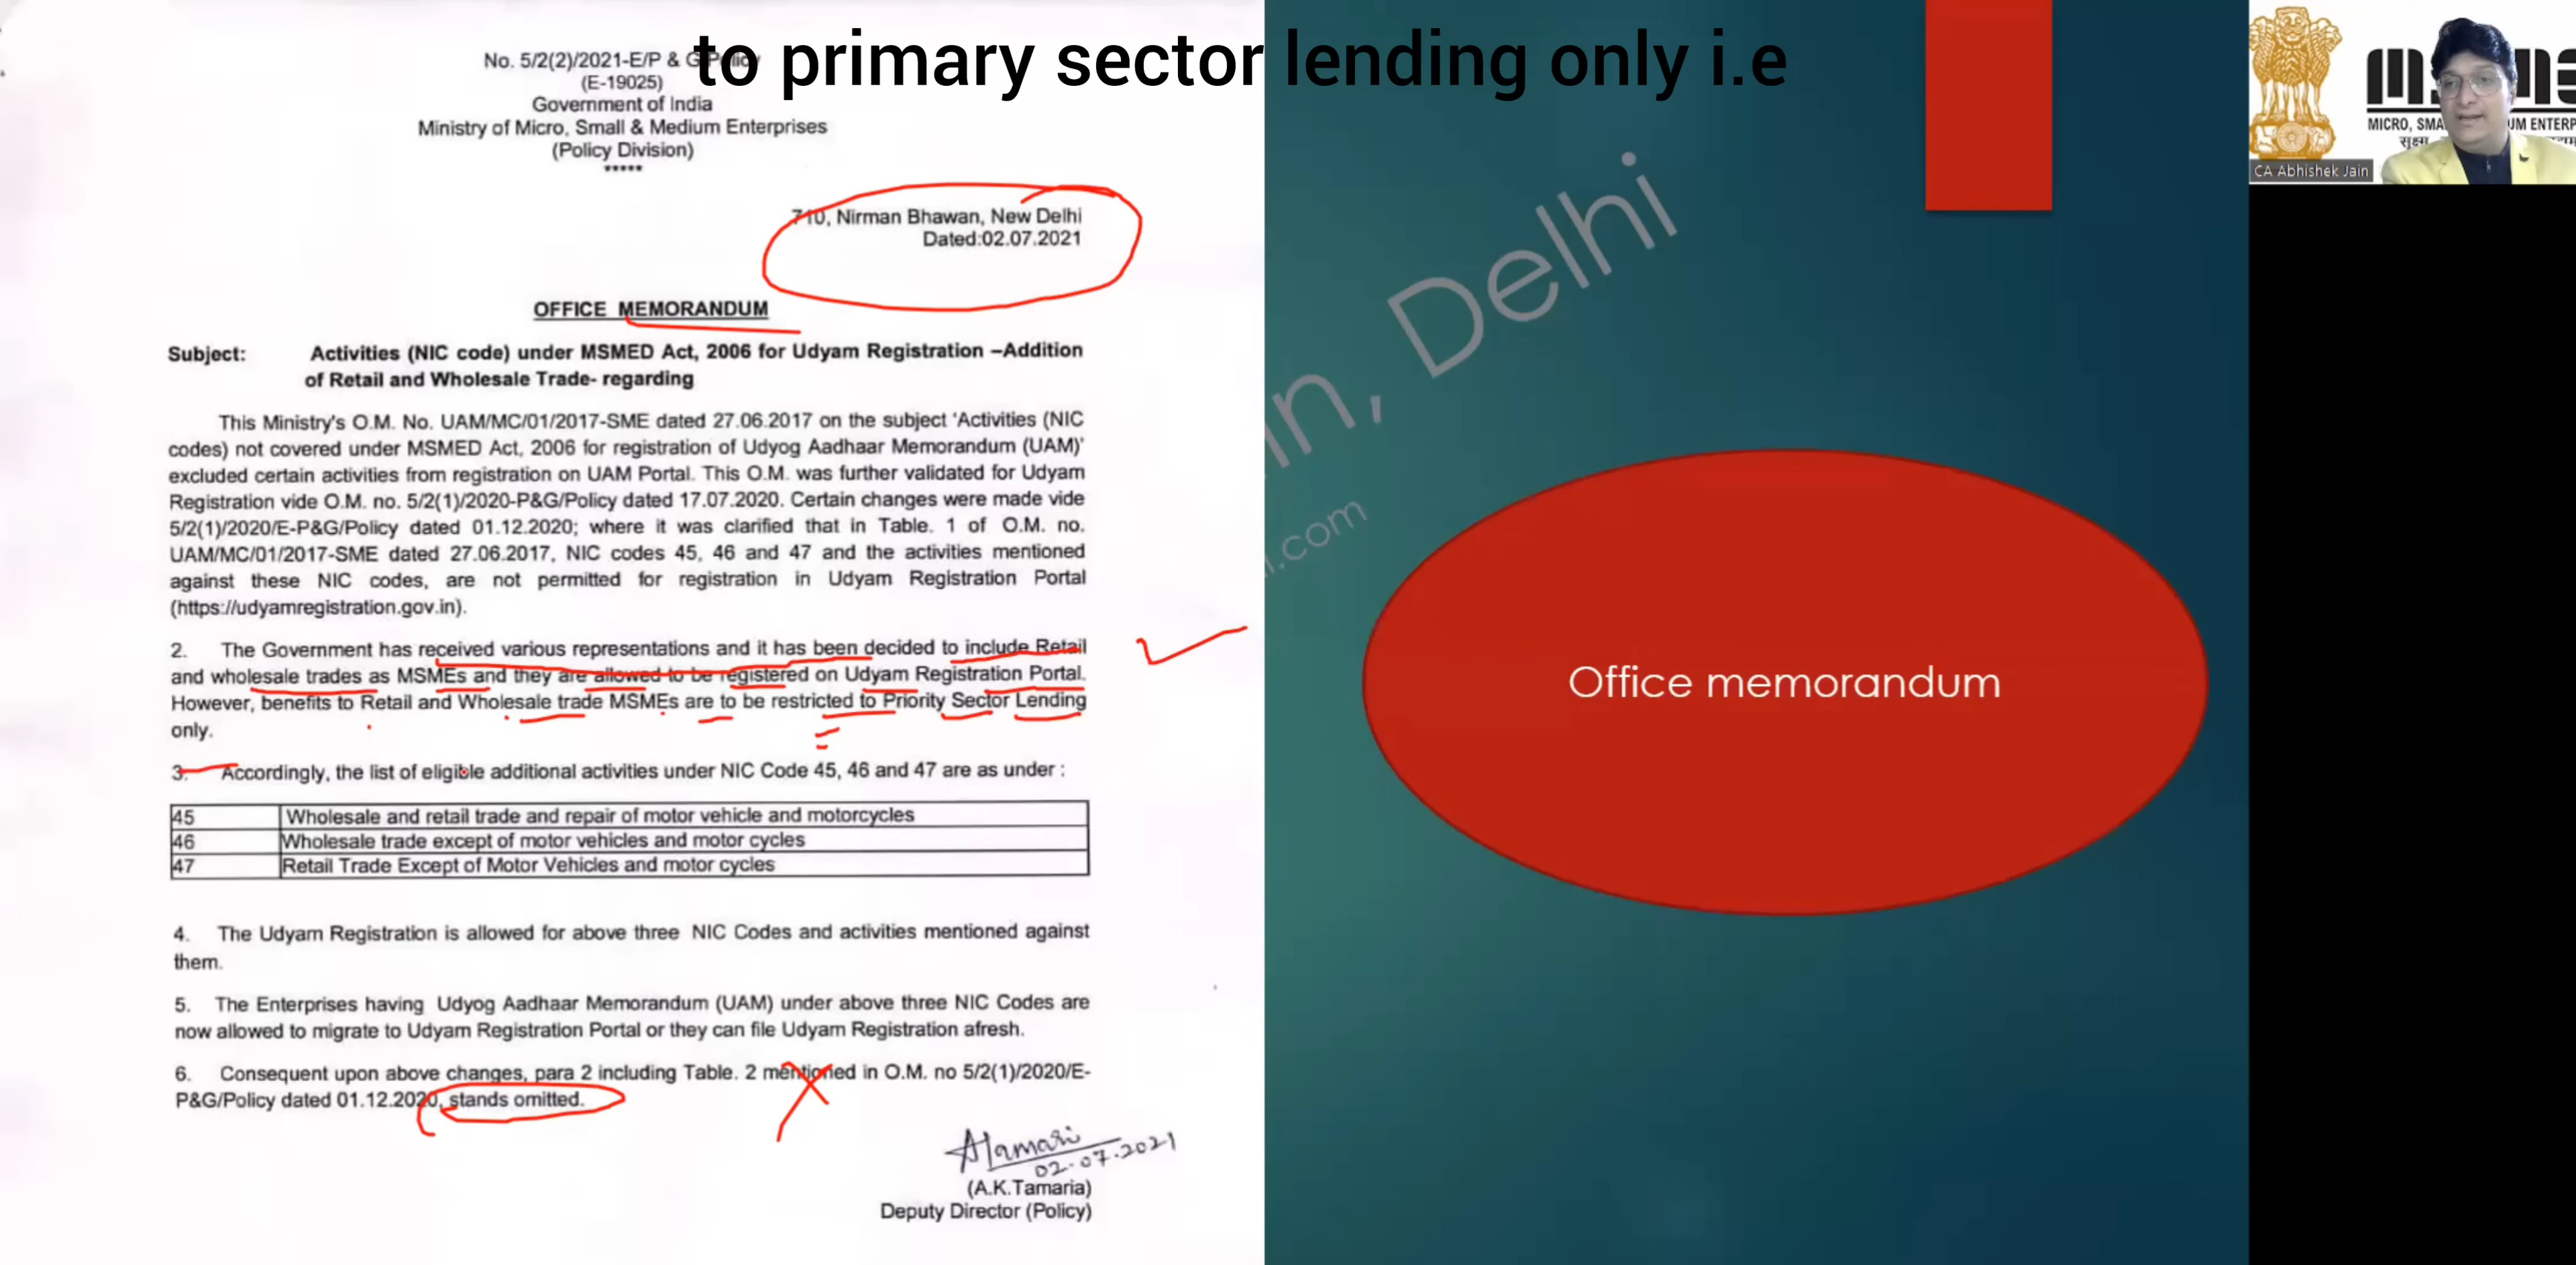 to primary sector lending only i.e
No. 5/2(2)/2021-E/P & G Policy
(E-19025)
Government of India
Ministry of Micro, Small & Medium Enterprises
(Policy Division)
*****
710, Nirman Bhawan, New Delhi
Dated:02.07.2021
OFFICE MEMORANDUM
Subject: Activities (NIC code) under MSMED Act, 2006 for Udyam Registration –Addition
of Retail and Wholesale Trade- regarding
This Ministry's O.M. No. UAM/MC/01/2017-SME dated 27.06.2017 on the subject 'Activities (NIC
codes) not covered under MSMED Act, 2006 for registration of Udyog Aadhaar Memorandum (UAM)'
excluded certain activities from registration on UAM Portal. This O.M. was further validated for Udyam
Registration vide O.M. no. 5/2(1)/2020-P&G/Policy dated 17.07.2020. Certain changes were made vide
5/2(1)/2020/E-P&G/Policy dated 01.12.2020; where it was clarified that in Table. 1 of O.M. no.
UAM/MC/01/2017-SME dated 27.06.2017, NIC codes 45, 46 and 47 and the activities mentioned
against these NIC codes, are not permitted for registration in Udyam Registration Portal
(https://udyamregistration.gov.in).
2. The Government has received various representations and it has been decided to include Retail
and wholesale trades as MSMEs and they are allowed to be registered on Udyam Registration Portal.
However, benefits to Retail and Wholesale trade MSMEs are to be restricted to Priority Sector Lending
only.
3. Accordingly, the list of eligible additional activities under NIC Code 45, 46 and 47 are as under :
45 Wholesale and retail trade and repair of motor vehicle and motorcycles
46 Wholesale trade except of motor vehicles and motor cycles
47 Retail Trade Except of Motor Vehicles and motor cycles
4. The Udyam Registration is allowed for above three NIC Codes and activities mentioned against
them.
5. The Enterprises having Udyog Aadhaar Memorandum (UAM) under above three NIC Codes are
now allowed to migrate to Udyam Registration Portal or they can file Udyam Registration afresh.
6. Consequent upon above changes, para 2 including Table. 2 mentioned in O.M. no 5/2(1)/2020/E-
P&G/Policy dated 01.12.2020, stands omitted.
02.07.2021
(A.K.Tamaria)
Deputy Director (Policy)
in, Delhi
.com
Office memorandum
MICRO, SMA UM ENTERP
सूक्ष्म
CA Abhishek Jain